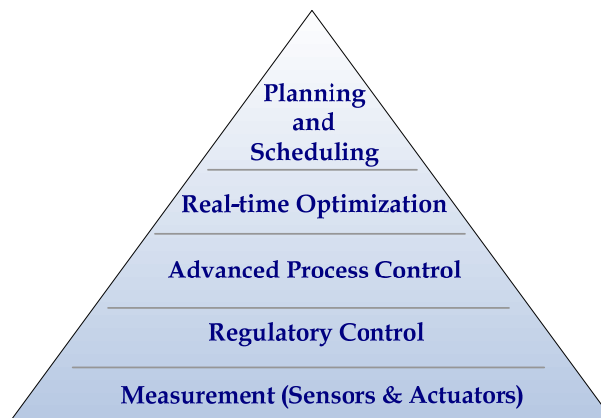 Planning
and
Scheduling
Real-time Optimization
Advanced Process Control
Regulatory Control
Measurement (Sensors & Actuators)